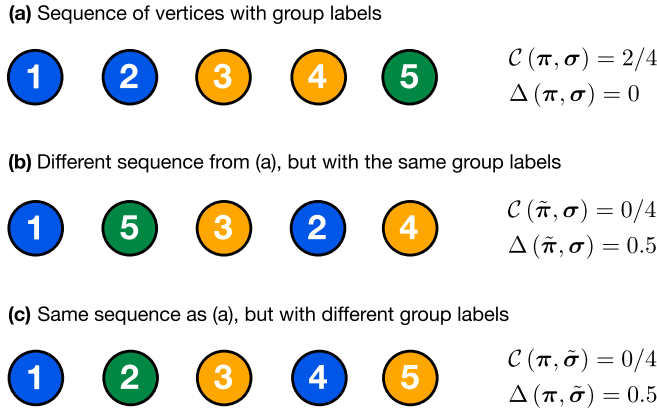 (a) Sequence of vertices with group labels
1 2 3 4 5
𝒞 (π, σ) = 2/4
Δ (π, σ) = 0
(b) Different sequence from (a), but with the same group labels
1 5 3 2 4
𝒞 (π̃, σ) = 0/4
Δ (π̃, σ) = 0.5
(c) Same sequence as (a), but with different group labels
1 2 3 4 5
𝒞 (π, σ̃) = 0/4
Δ (π, σ̃) = 0.5